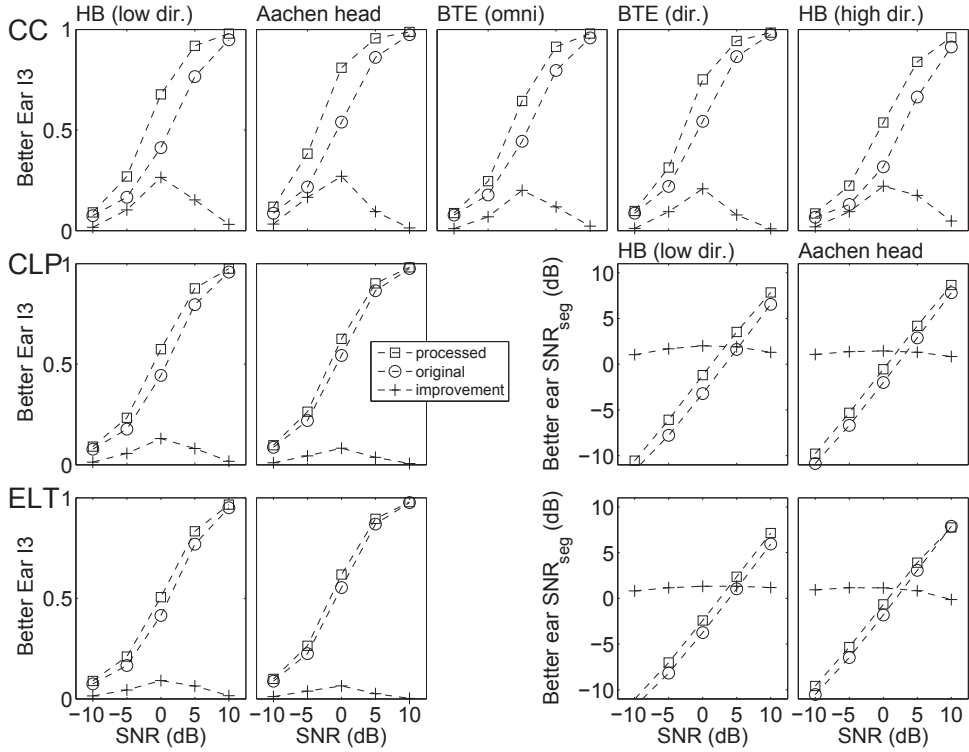 HB (low dir.) Aachen head BTE (omni) BTE (dir.) HB (high dir.)
CC
1
0.5
0
Better Ear I3
HB (low dir.) Aachen head
CLP
1
0.5
0
Better Ear I3
processed
original
improvement
10
5
0
−5
−10
Better ear SNRseg (dB)
ELT
1
0.5
0
Better Ear I3
10
5
0
−5
−10
Better ear SNRseg (dB)
−10 −5 0 5 10 −10 −5 0 5 10 −10 −5 0 5 10 −10 −5 0 5 10
SNR (dB) SNR (dB) SNR (dB) SNR (dB)